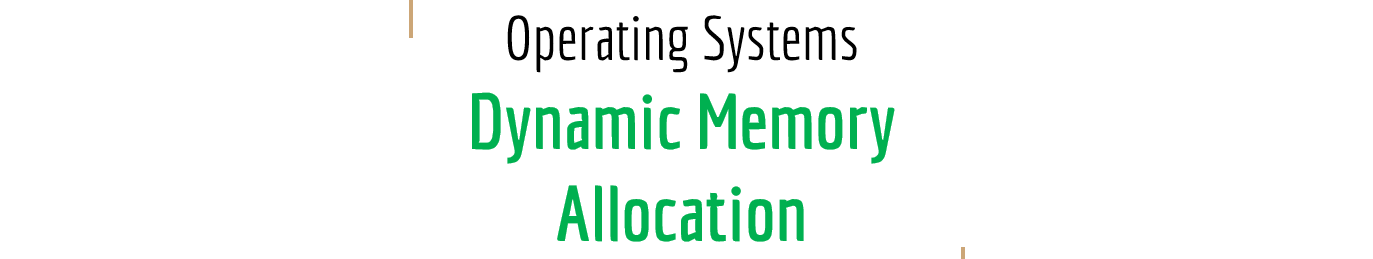 Operating Systems
Dynamic Memory
Allocation